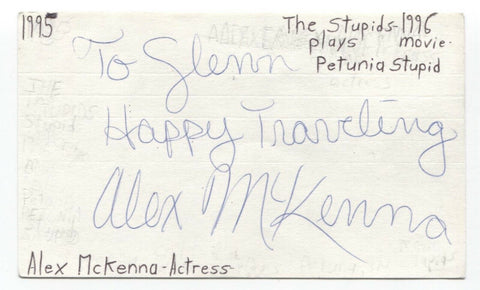 1995
The Stupids-1996
plays movie-
Petunia Stupid
To Glenn
Happy Traveling
Alex McKenna
Alex McKenna-Actress-